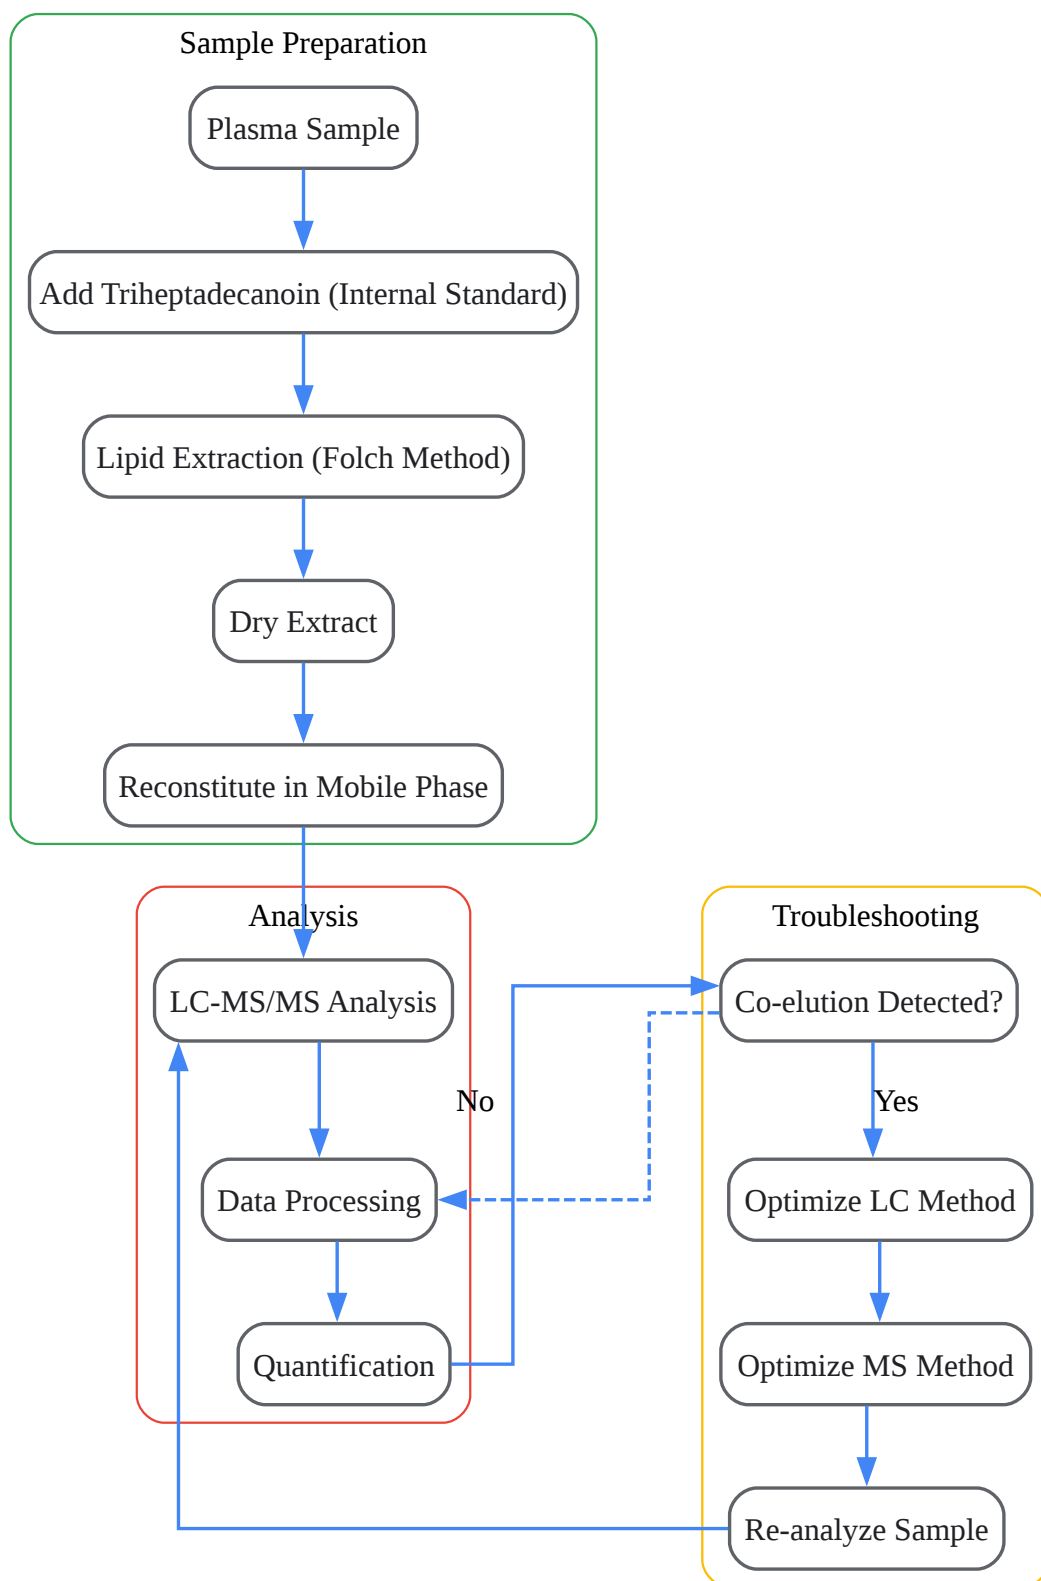 Sample Preparation
Plasma Sample
Add Triheptadecanoin (Internal Standard)
Lipid Extraction (Folch Method)
Dry Extract
Reconstitute in Mobile Phase
Analysis
LC-MS/MS Analysis
Data Processing
Quantification
No
Troubleshooting
Co-elution Detected?
Yes
Optimize LC Method
Optimize MS Method
Re-analyze Sample